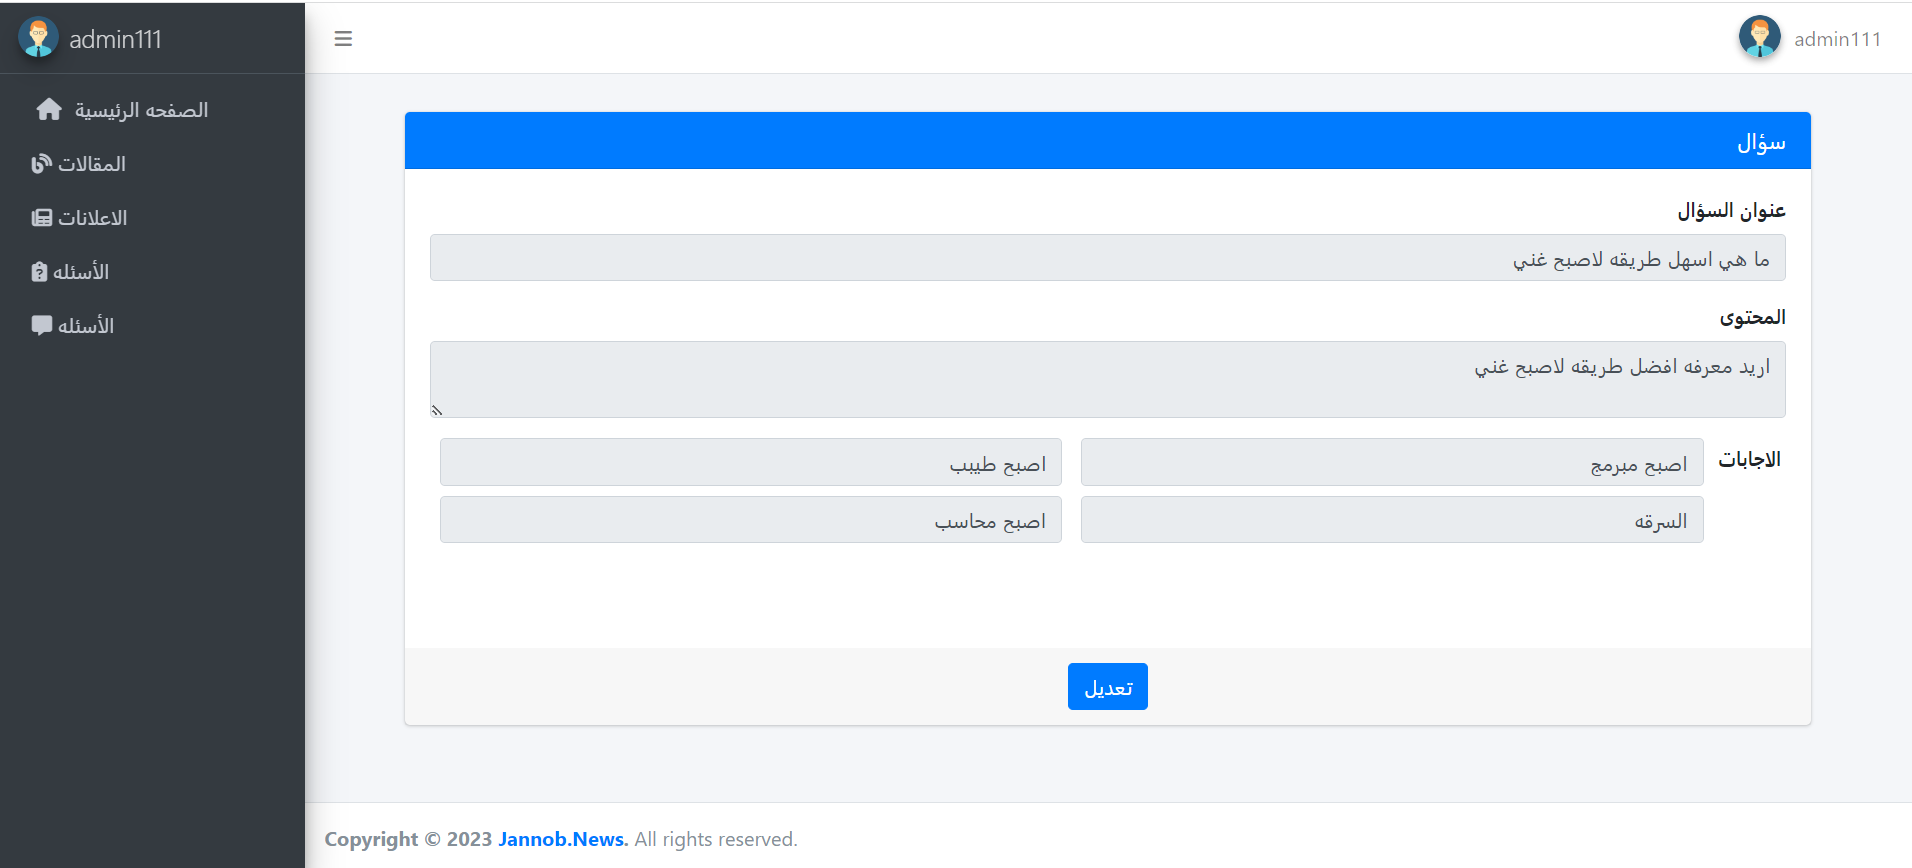 admin111
admin111
الصفحه الرئيسية
المقالات
الاعلانات
الأسئله
الأسئله
سؤال
عنوان السؤال
ما هي اسهل طريقه لاصبح غني
المحتوى
اريد معرفه افضل طريقه لاصبح غني
الاجابات
اصبح مبرمج
اصبح طبيب
السرقه
اصبح محاسب
تعديل
Copyright © 2023 Jannob.News. All rights reserved.